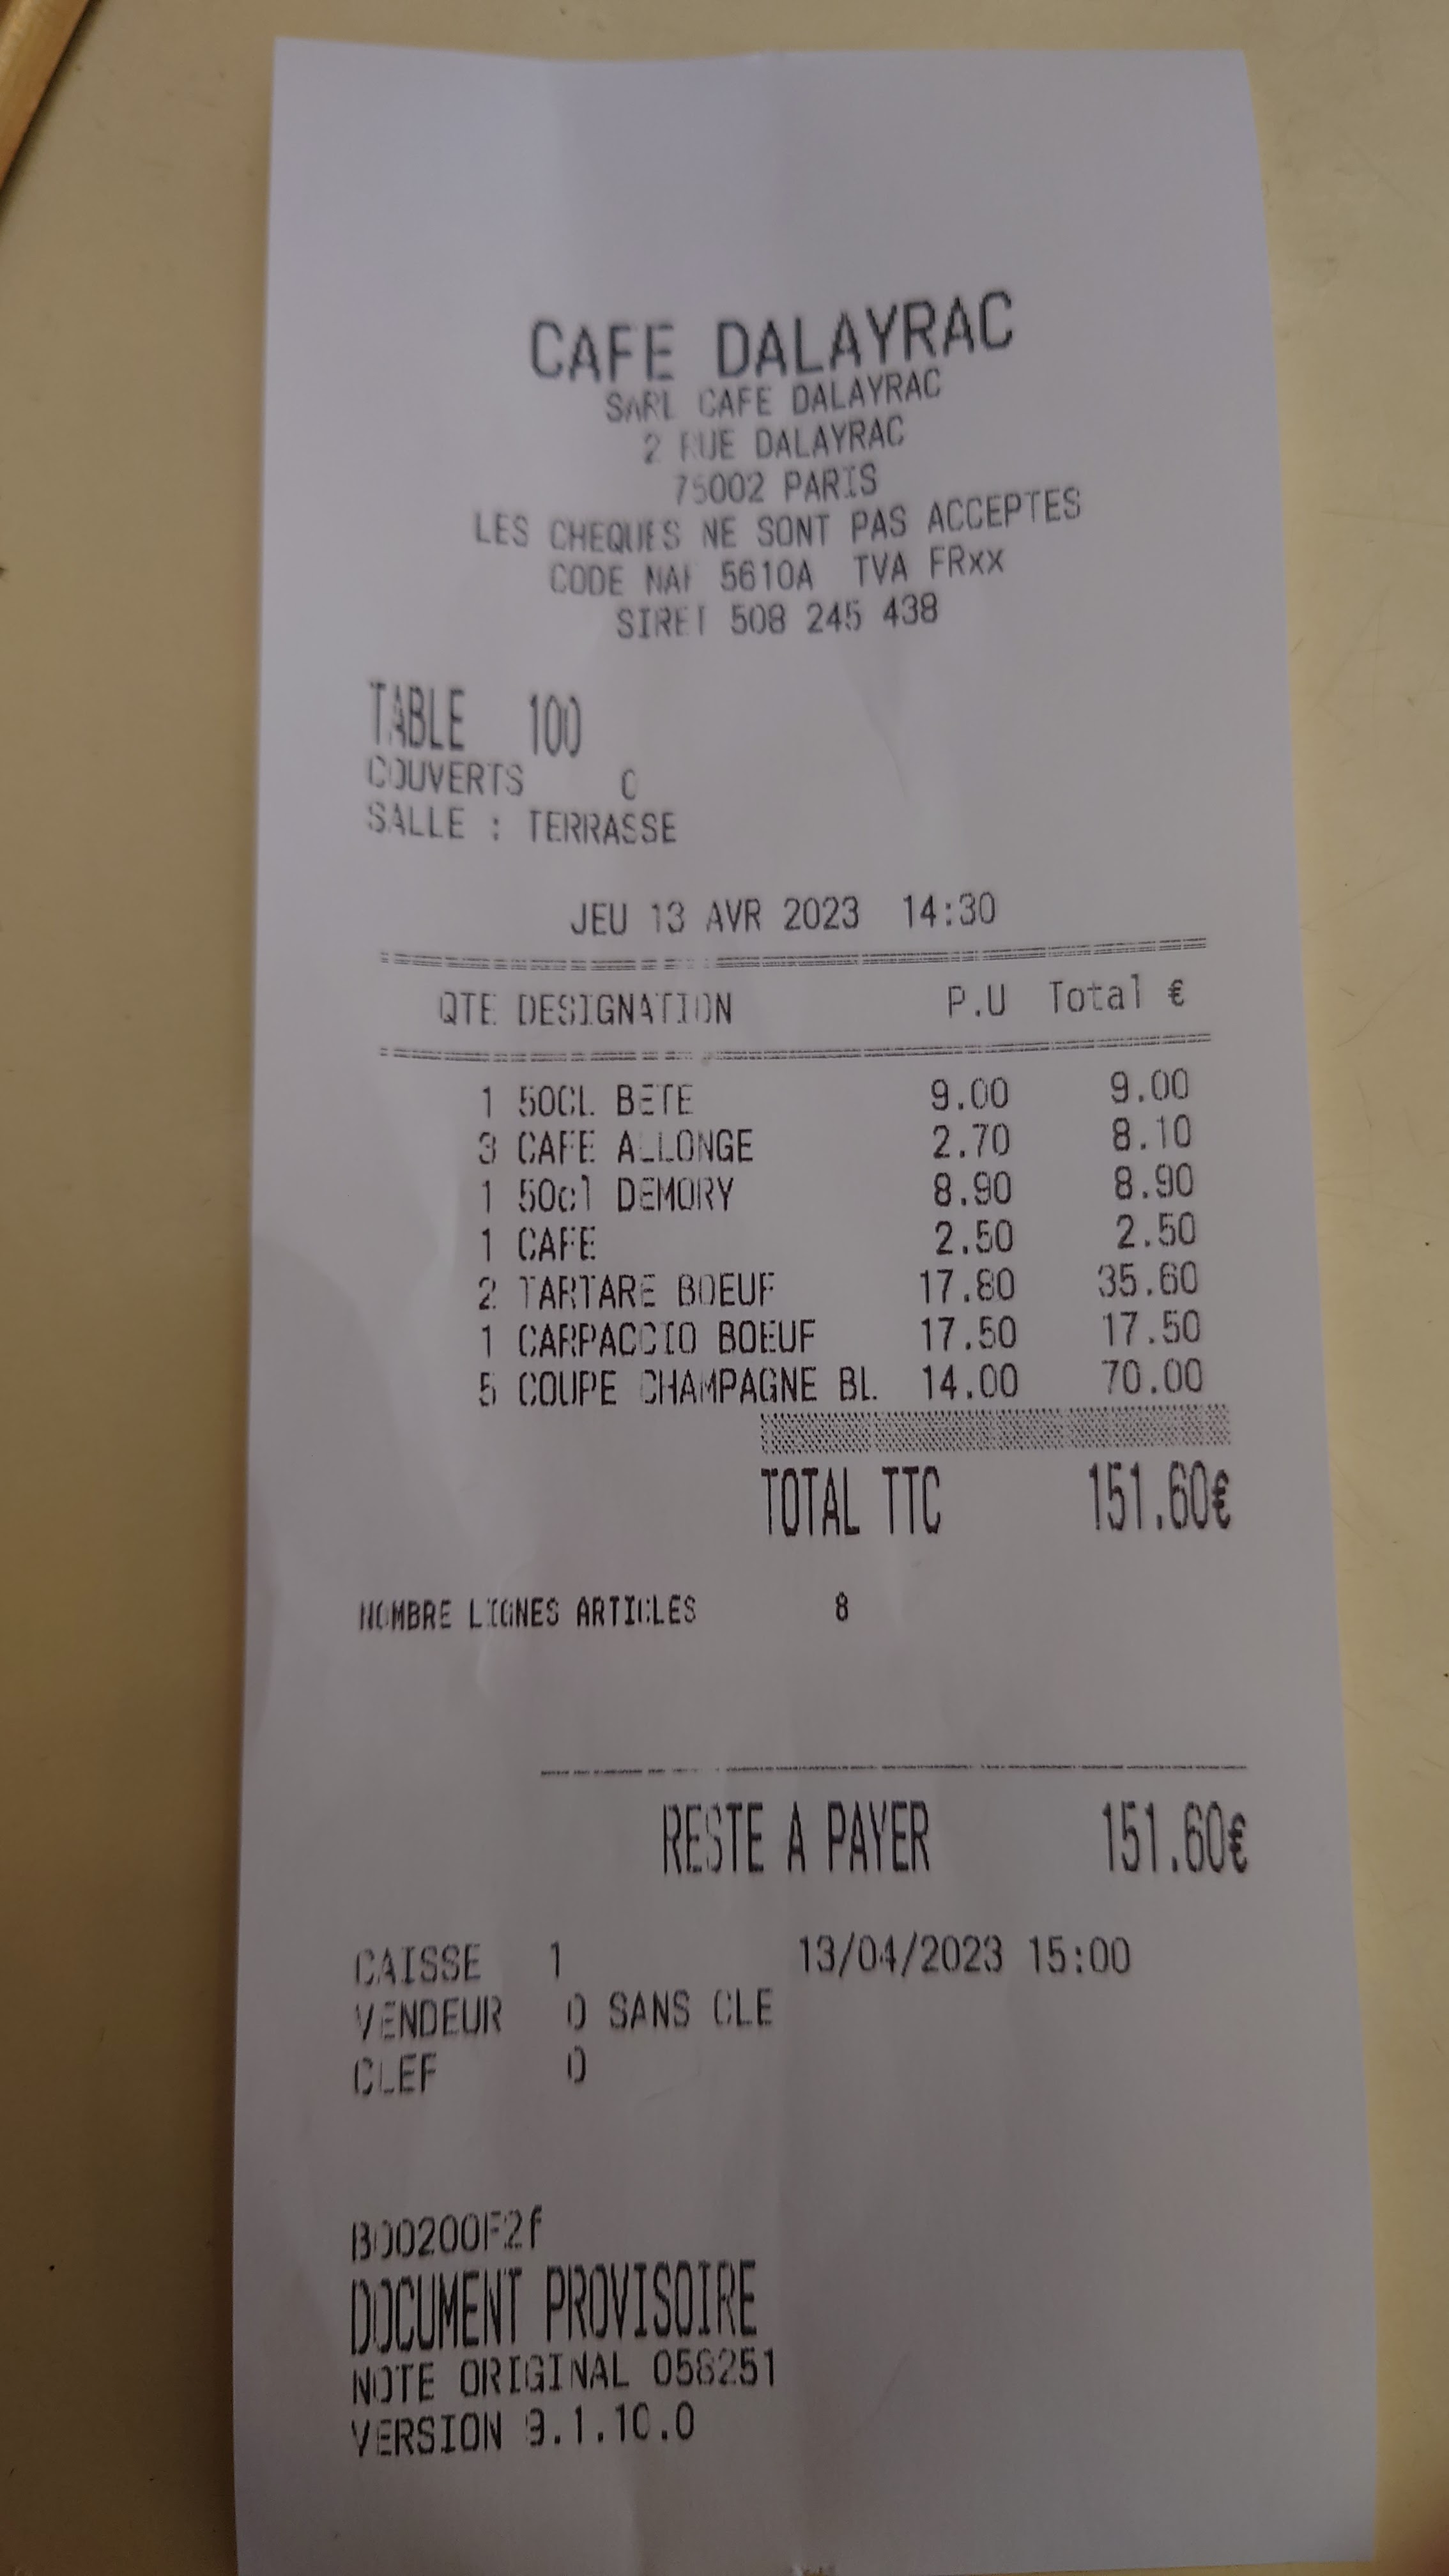 CAFE DALAYRAC
SARL CAFE DALAYRAC
2 RUE DALAYRAC
75002 PARIS
LES CHEQUES NE SONT PAS ACCEPTES
CODE NAF 5610A TVA FRxx
SIRET 508 245 438
TABLE 100
COUVERTS 0
SALLE : TERRASSE
JEU 13 AVR 2023 14:30
QTE DESIGNATION P.U Total €
1 50CL BETE 9.00 9.00
3 CAFE ALLONGE 2.70 8.10
1 50cl DEMORY 8.90 8.90
1 CAFE 2.50 2.50
2 TARTARE BOEUF 17.80 35.60
1 CARPACCIO BOEUF 17.50 17.50
5 COUPE CHAMPAGNE BL. 14.00 70.00
TOTAL TTC 151.60€
NOMBRE LIGNES ARTICLES 8
RESTE A PAYER 151.60€
CAISSE 1 13/04/2023 15:00
VENDEUR 0 SANS CLE
CLEF 0
B00200F2f
DOCUMENT PROVISOIRE
NOTE ORIGINAL 058251
VERSION 9.1.10.0